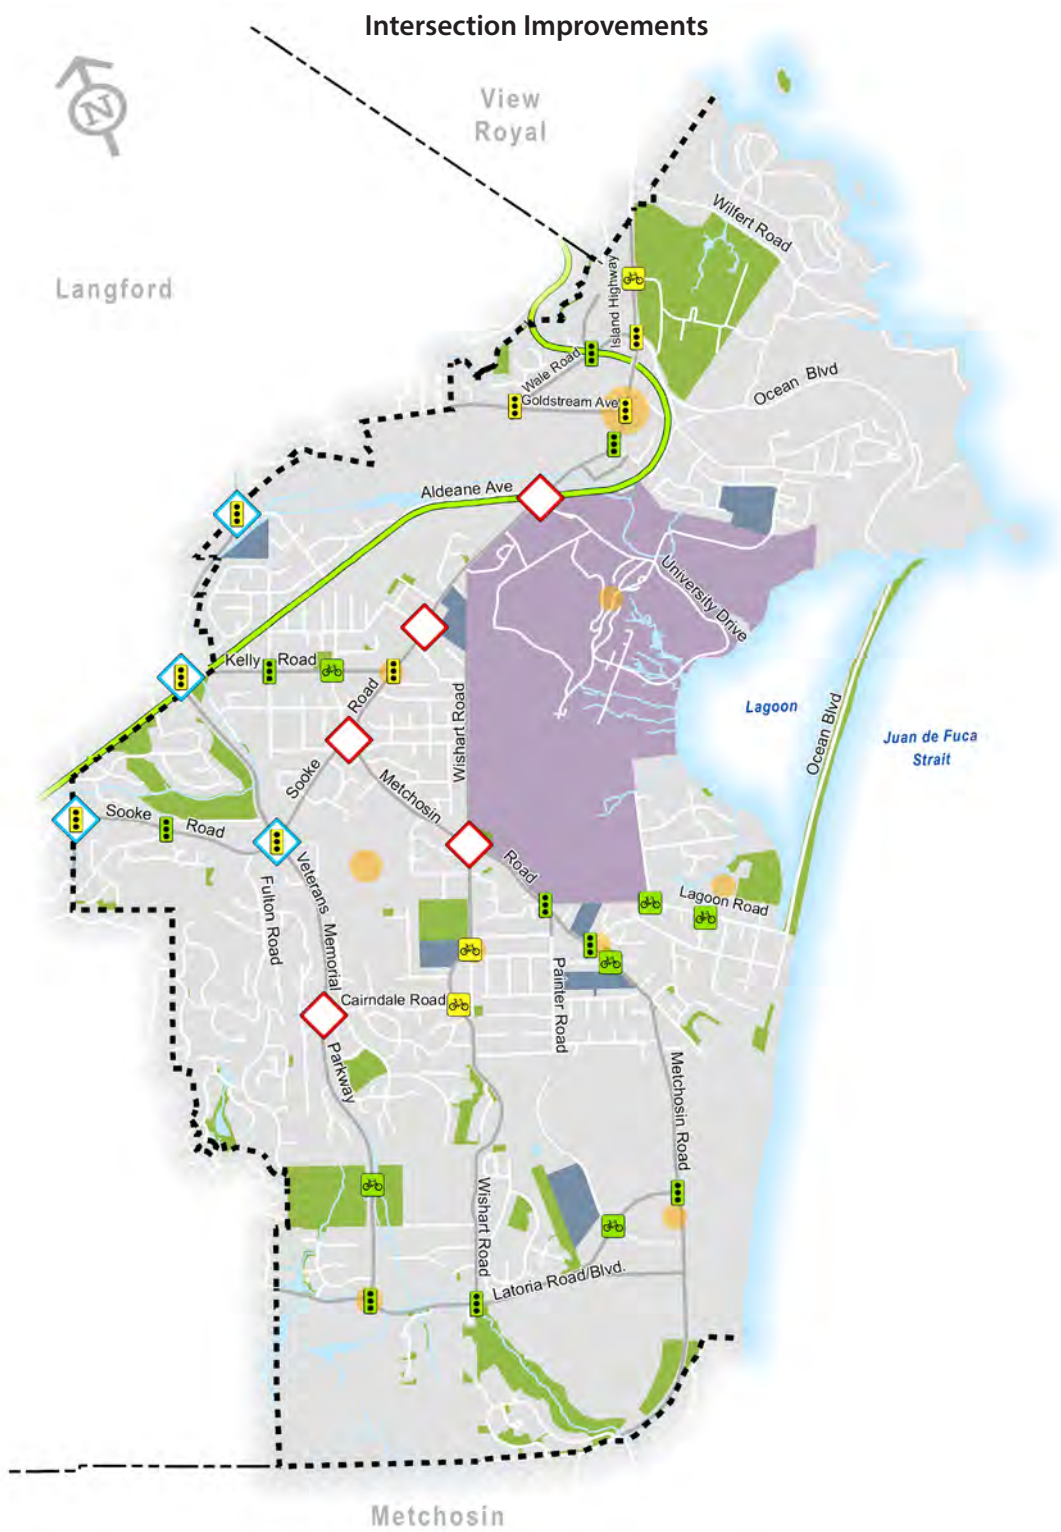 Intersection Improvements
N
View
Royal
Wilfert Road
Langford
Island Highway
Wale Road
Ocean Blvd
Goldstream Ave
Aldeane Ave
University Drive
Kelly Road
Road
Wishart Road
Lagoon
Ocean Blvd
Juan de Fuca
Strait
Sooke
Metchosin
Sooke Road
Road
Veterans Memorial
Fulton Road
Lagoon Road
Painter Road
Cairndale Road
Parkway
Metchosin Road
Wishart Road
Latoria Road/Blvd.
Metchosin